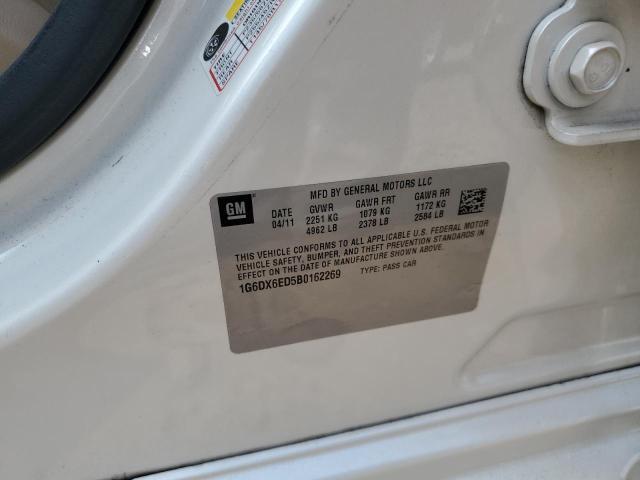 MFD BY GENERAL MOTORS LLC
GM
DATE GVWR GAWR FRT GAWR RR
04/11 2251 KG 1079 KG 1172 KG
4962 LB 2378 LB 2584 LB
THIS VEHICLE CONFORMS TO ALL APPLICABLE U.S. FEDERAL MOTOR
VEHICLE SAFETY, BUMPER, AND THEFT PREVENTION STANDARDS IN
EFFECT ON THE DATE OF MANUFACTURE SHOWN ABOVE.
1G6DX6ED5B0162269 TYPE: PASS CAR